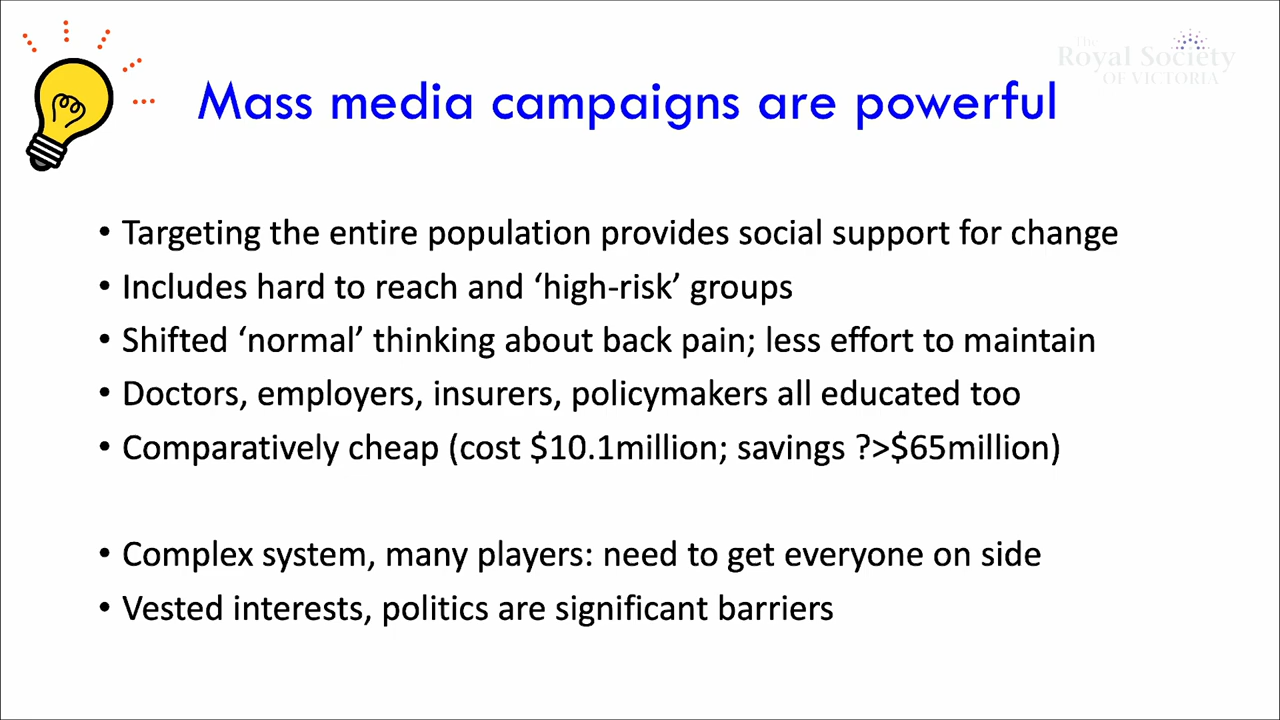 The
Royal Society
OF VICTORIA
Mass media campaigns are powerful
• Targeting the entire population provides social support for change
• Includes hard to reach and ‘high-risk’ groups
• Shifted ‘normal’ thinking about back pain; less effort to maintain
• Doctors, employers, insurers, policymakers all educated too
• Comparatively cheap (cost $10.1million; savings ?>$65million)
• Complex system, many players: need to get everyone on side
• Vested interests, politics are significant barriers